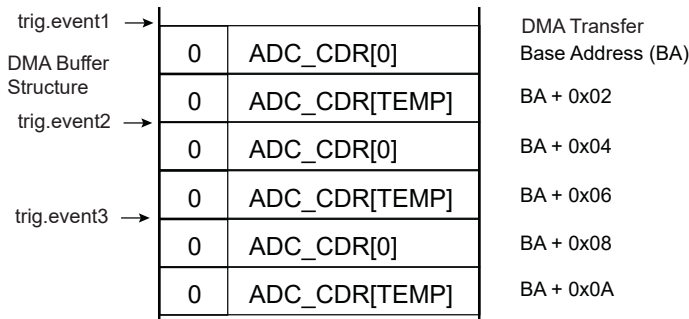 trig.event1
DMA Transfer
0 ADC_CDR[0] Base Address (BA)
DMA Buffer
Structure
0 ADC_CDR[TEMP] BA + 0x02
trig.event2
0 ADC_CDR[0] BA + 0x04
0 ADC_CDR[TEMP] BA + 0x06
trig.event3
0 ADC_CDR[0] BA + 0x08
0 ADC_CDR[TEMP] BA + 0x0A